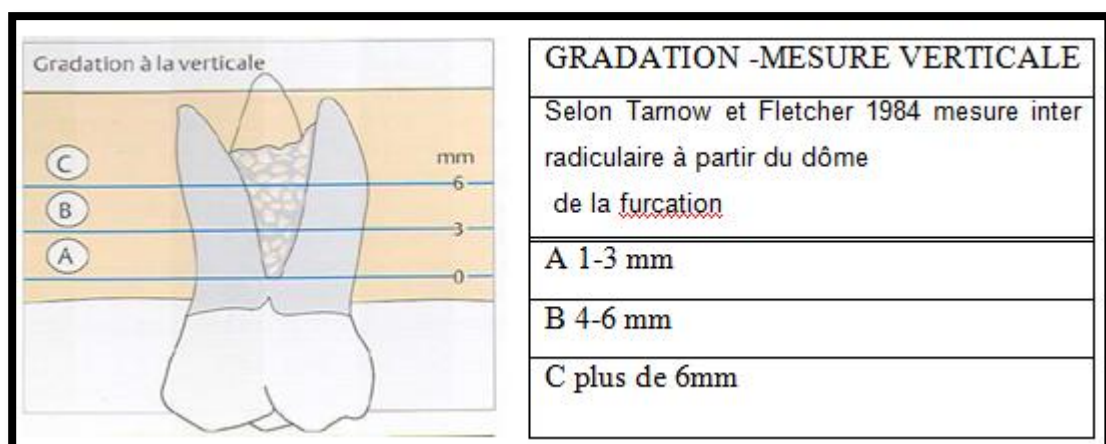 Gradation à la verticale
mm
C
6
B
3
A
0
GRADATION -MESURE VERTICALE
Selon Tarnow et Fletcher 1984 mesure inter
radiculaire à partir du dôme
de la furcation
A 1-3 mm
B 4-6 mm
C plus de 6mm